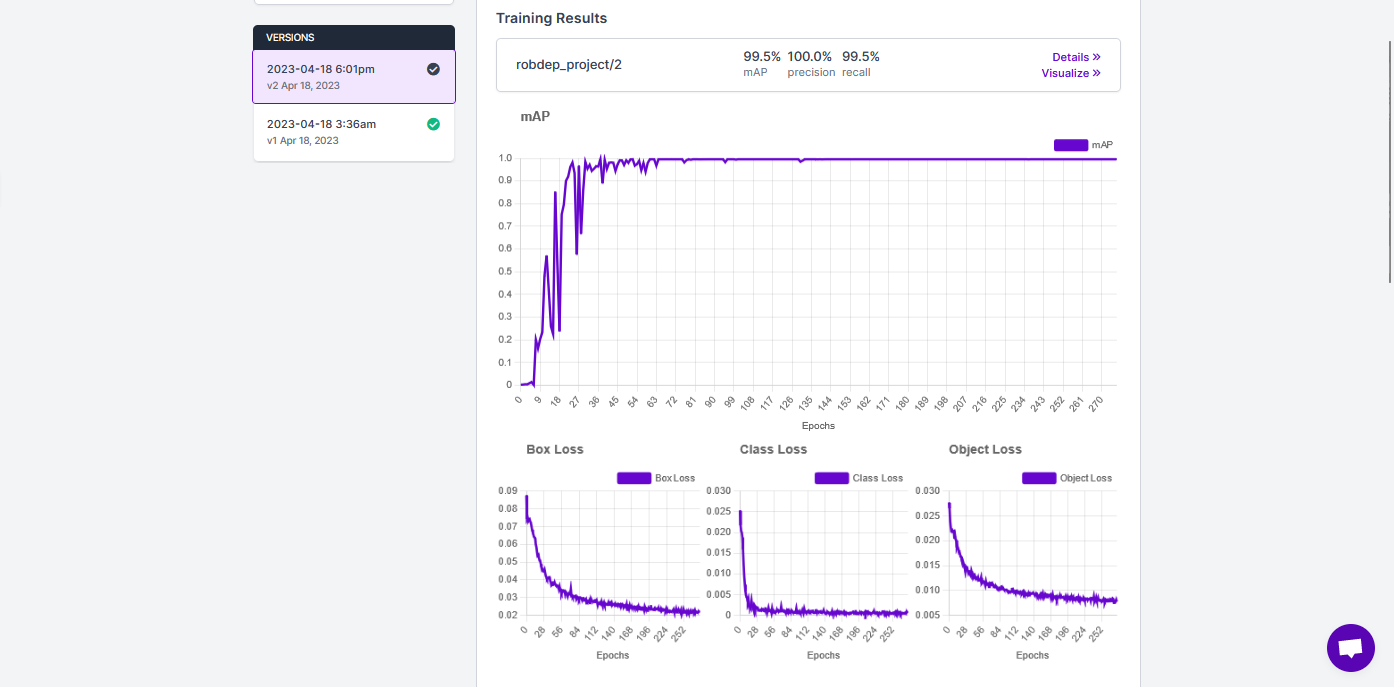 VERSIONS
2023-04-18 6:01pm
v2 Apr 18, 2023
2023-04-18 3:36am
v1 Apr 18, 2023
Training Results
robdep_project/2
99.5% 100.0% 99.5%
mAP precision recall
Details »
Visualize »
mAP
mAP
1.0
0.9
0.8
0.7
0.6
0.5
0.4
0.3
0.2
0.1
0
0 9 18 27 36 45 54 63 72 81 90 99 108 117 126 135 144 153 162 171 180 189 198 207 216 225 234 243 252 261 270
Epochs
Box Loss
Box Loss
0.09
0.08
0.07
0.06
0.05
0.04
0.03
0.02
0 28 56 84 112 140 168 196 224 252
Epochs
Class Loss
Class Loss
0.030
0.025
0.020
0.015
0.010
0.005
0
0 28 56 84 112 140 168 196 224 252
Epochs
Object Loss
Object Loss
0.030
0.025
0.020
0.015
0.010
0.005
0 28 56 84 112 140 168 196 224 252
Epochs